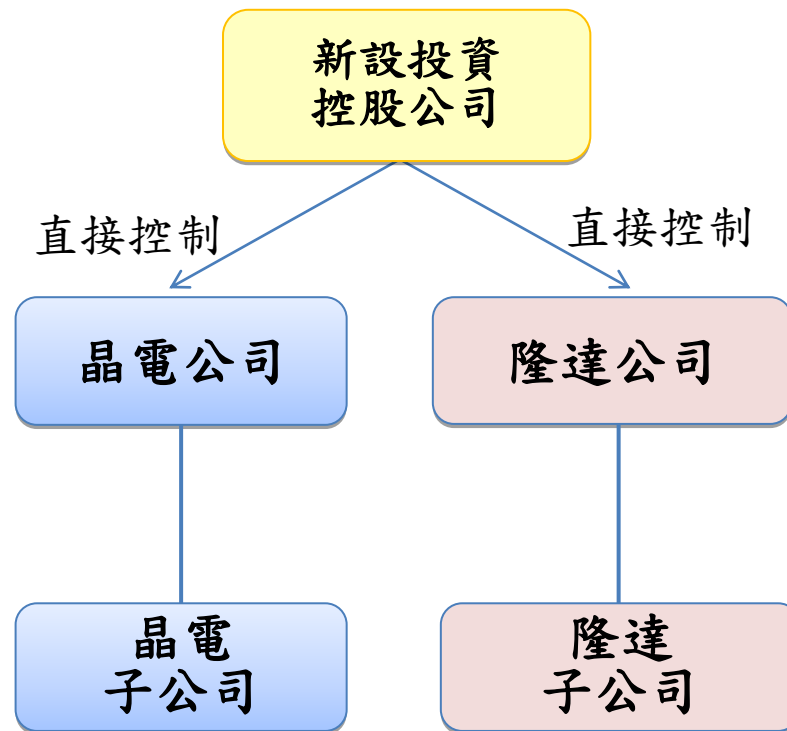 新設投資
控股公司
直接控制
直接控制
晶電公司
隆達公司
晶電
子公司
隆達
子公司